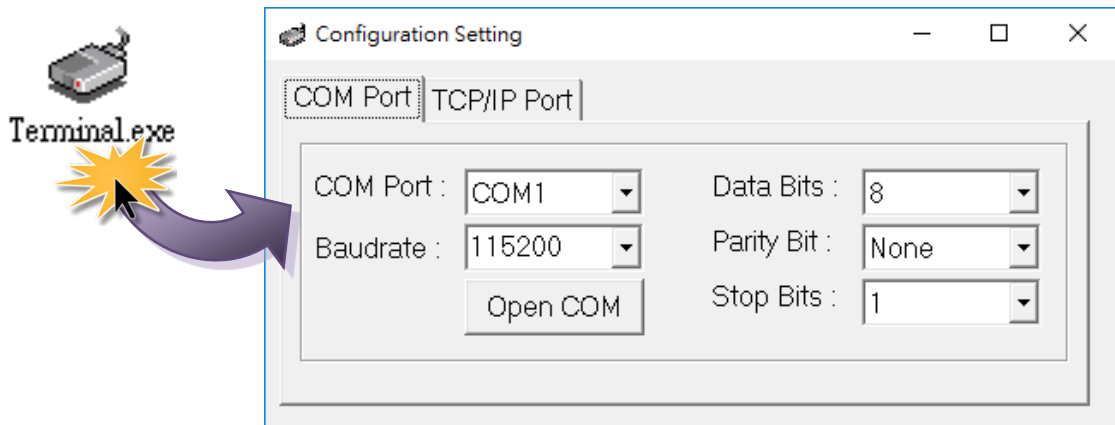 Terminal.exe
Configuration Setting
COM Port TCP/IP Port
COM Port : COM1 Data Bits : 8
Baudrate : 115200 Parity Bit : None
Open COM Stop Bits : 1